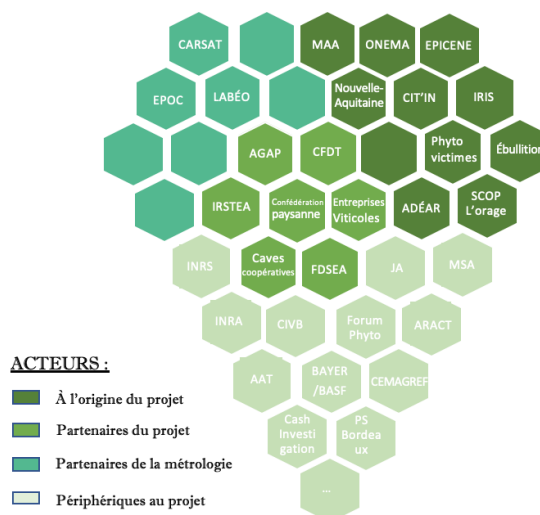 CARSAT
MAA
ONEMA
EPICENE
EPOC
LABÉO
Nouvelle-
Aquitaine
CIT'IN
IRIS
AGAP
CFDT
Phyto
victimes
Ébullition
IRSTEA
Confédération
paysanne
Entreprises
Viticoles
ADÉAR
SCOP
L'orage
INRS
Caves
coopératives
FDSEA
JA
MSA
INRA
CIVB
Forum
Phyto
ARACT
AAT
BAYER
/BASF
CEMAGREF
Cash
Investi
gation
PS
Bordea
ux
...
ACTEURS :
À l'origine du projet
Partenaires du projet
Partenaires de la métrologie
Périphériques au projet